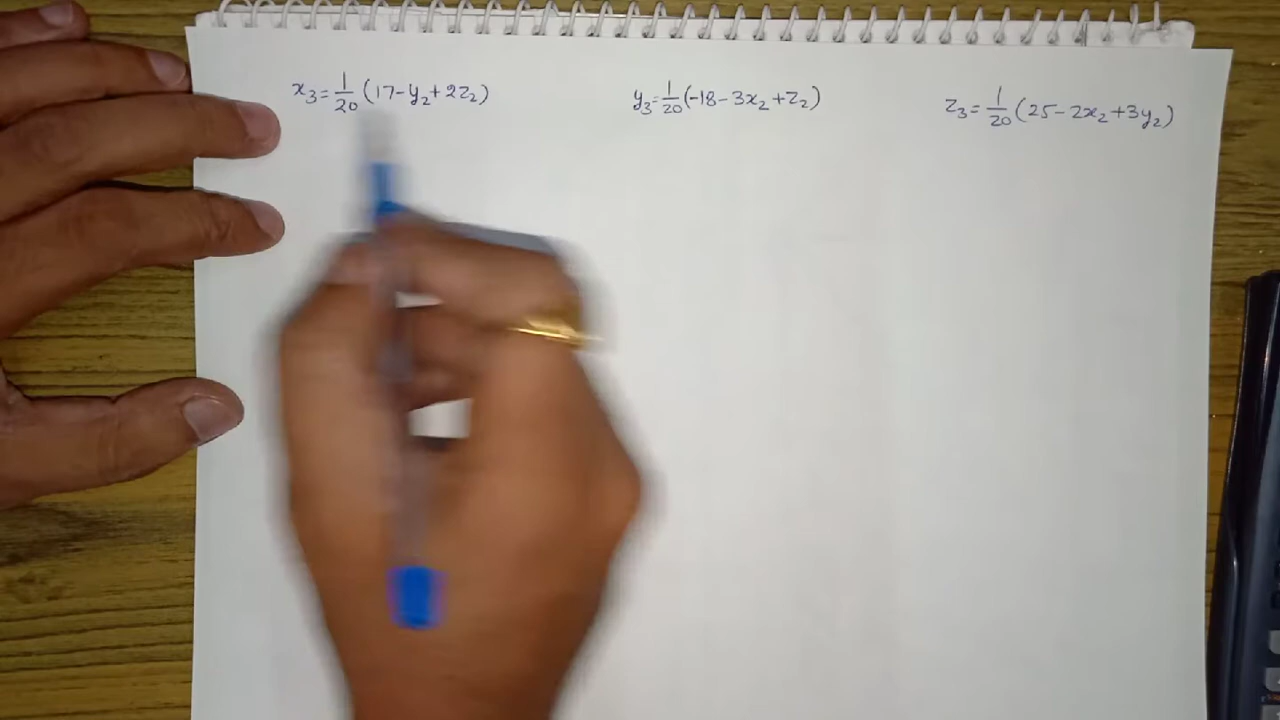 x₃ = 1/20 (17 - y₂ + 2z₂)
y₃ = 1/20 (-18 - 3x₂ + z₂)
z₃ = 1/20 (25 - 2x₂ + 3y₂)